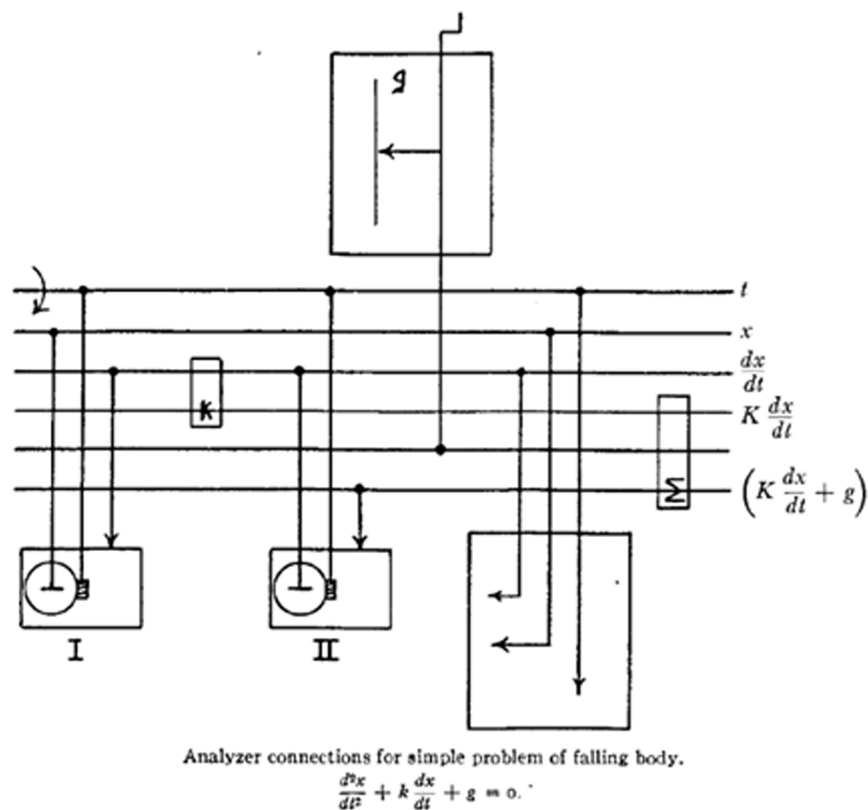 g
t
x
dx/dt
k
K dx/dt
(K dx/dt + g)
Σ
I
II
Analyzer connections for simple problem of falling body.
d²x/dt² + k dx/dt + g = 0.